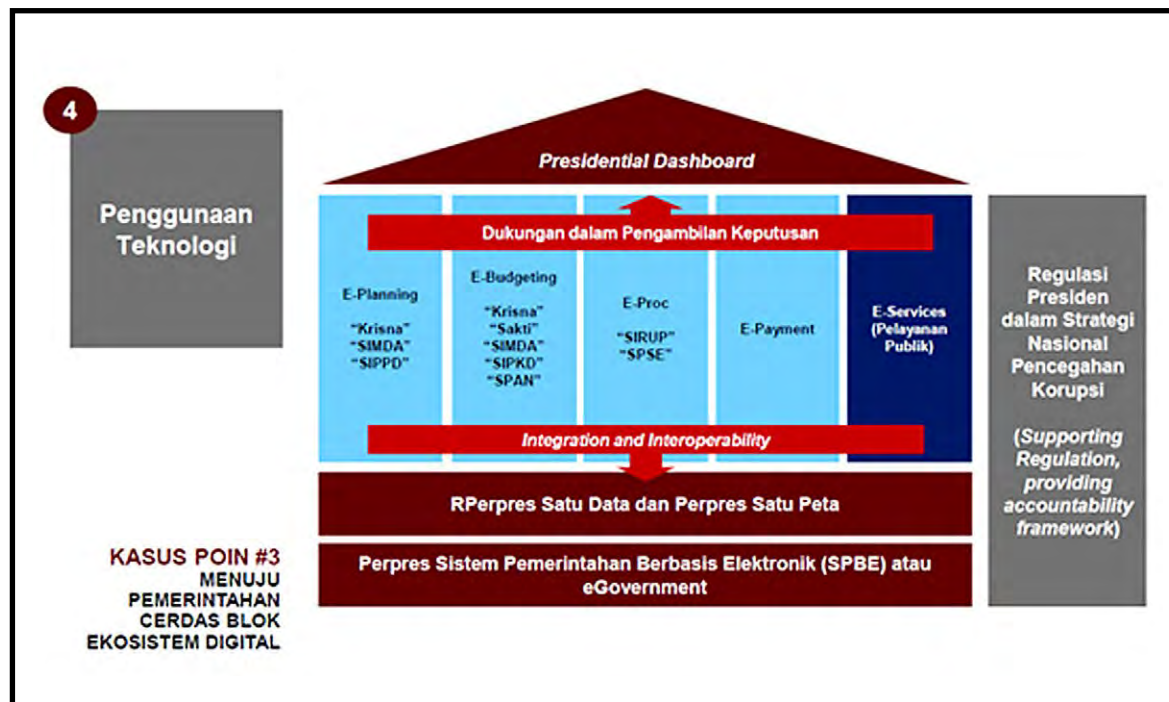 4
Penggunaan
Teknologi
Presidential Dashboard
Dukungan dalam Pengambilan Keputusan
E-Planning
"Krisna"
"SIMDA"
"SIPPD"
E-Budgeting
"Krisna"
"Sakti"
"SIMDA"
"SIPKD"
"SPAN"
E-Proc
"SIRUP"
"SPSE"
E-Payment
E-Services
(Pelayanan
Publik)
Integration and Interoperability
RPerpres Satu Data dan Perpres Satu Peta
Perpres Sistem Pemerintahan Berbasis Elektronik (SPBE) atau
eGovernment
Regulasi
Presiden
dalam Strategi
Nasional
Pencegahan
Korupsi
(Supporting
Regulation,
providing
accountability
framework)
KASUS POIN #3
MENUJU
PEMERINTAHAN
CERDAS BLOK
EKOSISTEM DIGITAL